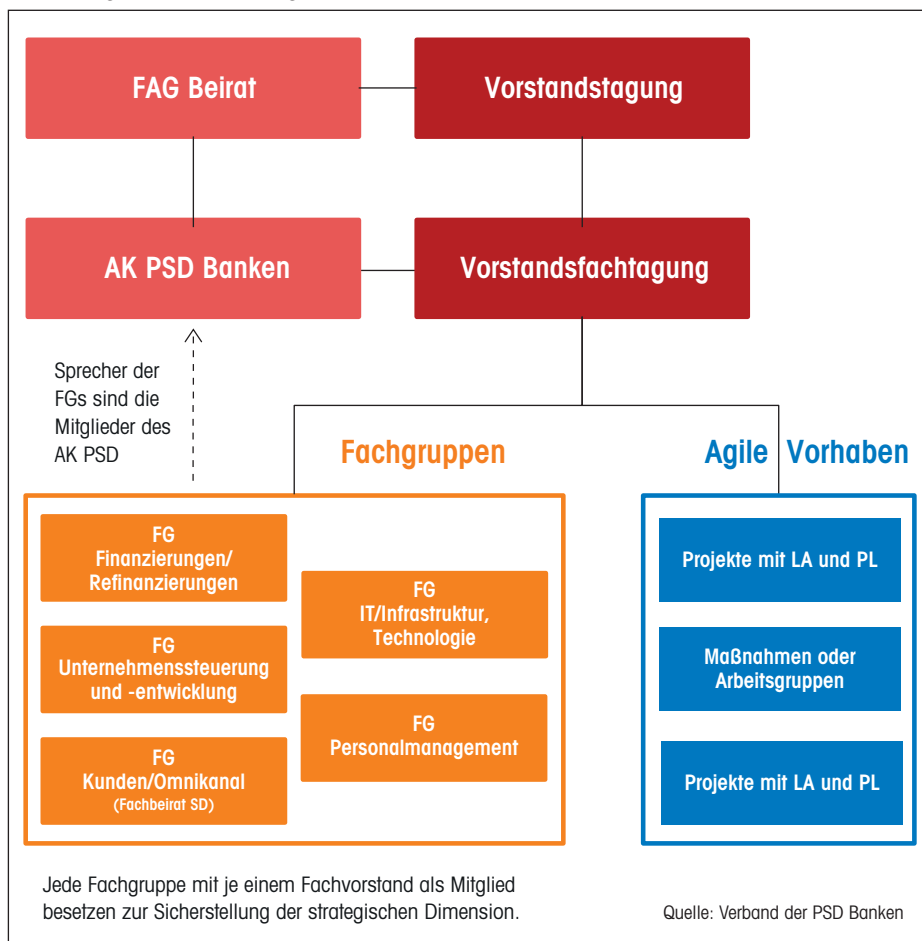 FAG Beirat
Vorstandstagung
AK PSD Banken
Vorstandsfachtagung
Sprecher der
FGs sind die
Mitglieder des
AK PSD
Fachgruppen
Agile Vorhaben
FG
Finanzierungen/
Refinanzierungen
FG
Unternehmenssteuerung
und -entwicklung
FG
Kunden/Omnikanal
(Fachbeirat SD)
FG
IT/Infrastruktur,
Technologie
FG
Personalmanagement
Projekte mit LA und PL
Maßnahmen oder
Arbeitsgruppen
Projekte mit LA und PL
Jede Fachgruppe mit je einem Fachvorstand als Mitglied
besetzen zur Sicherstellung der strategischen Dimension.
Quelle: Verband der PSD Banken